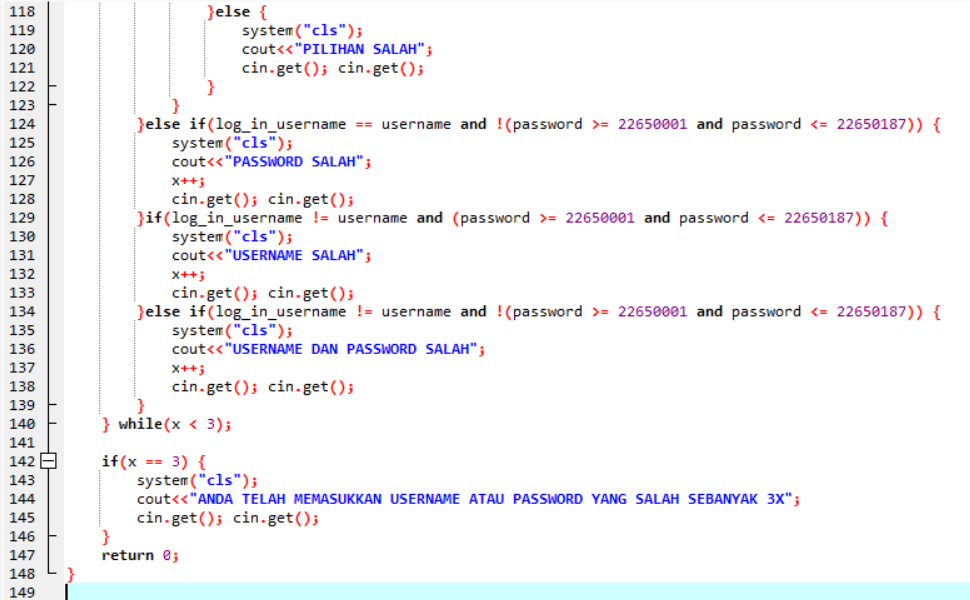 118                 }else {
119                     system("cls");
120                     cout<<"PILIHAN SALAH";
121                     cin.get(); cin.get();
122                 }
123             }
124         }else if(log_in_username == username and !(password >= 22650001 and password <= 22650187)) {
125             system("cls");
126             cout<<"PASSWORD SALAH";
127             x++;
128             cin.get(); cin.get();
129         }if(log_in_username != username and (password >= 22650001 and password <= 22650187)) {
130             system("cls");
131             cout<<"USERNAME SALAH";
132             x++;
133             cin.get(); cin.get();
134         }else if(log_in_username != username and !(password >= 22650001 and password <= 22650187)) {
135             system("cls");
136             cout<<"USERNAME DAN PASSWORD SALAH";
137             x++;
138             cin.get(); cin.get();
139         }
140     } while(x < 3);
141
142     if(x == 3) {
143         system("cls");
144         cout<<"ANDA TELAH MEMASUKKAN USERNAME ATAU PASSWORD YANG SALAH SEBANYAK 3X";
145         cin.get(); cin.get();
146     }
147     return 0;
148 }
149